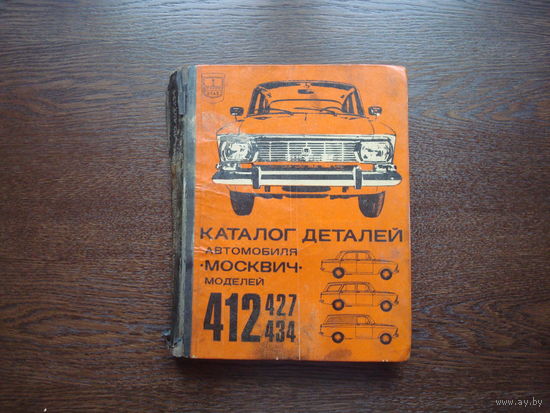 КАТАЛОГ ДЕТАЛЕЙ
АВТОМОБИЛЯ
·МОСКВИЧ·
МОДЕЛЕЙ
412 427
434
www.ay.by